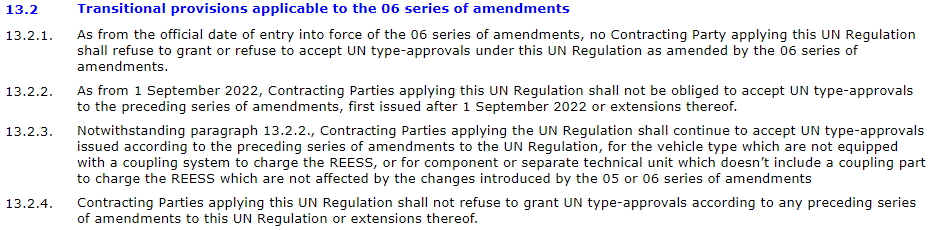 13.2 Transitional provisions applicable to the 06 series of amendments
13.2.1. As from the official date of entry into force of the 06 series of amendments, no Contracting Party applying this UN Regulation
shall refuse to grant or refuse to accept UN type-approvals under this UN Regulation as amended by the 06 series of
amendments.
13.2.2. As from 1 September 2022, Contracting Parties applying this UN Regulation shall not be obliged to accept UN type-approvals
to the preceding series of amendments, first issued after 1 September 2022 or extensions thereof.
13.2.3. Notwithstanding paragraph 13.2.2., Contracting Parties applying the UN Regulation shall continue to accept UN type-approvals
issued according to the preceding series of amendments to the UN Regulation, for the vehicle type which are not equipped
with a coupling system to charge the REESS, or for component or separate technical unit which doesn't include a coupling part
to charge the REESS which are not affected by the changes introduced by the 05 or 06 series of amendments
13.2.4. Contracting Parties applying this UN Regulation shall not refuse to grant UN type-approvals according to any preceding series
of amendments to this UN Regulation or extensions thereof.